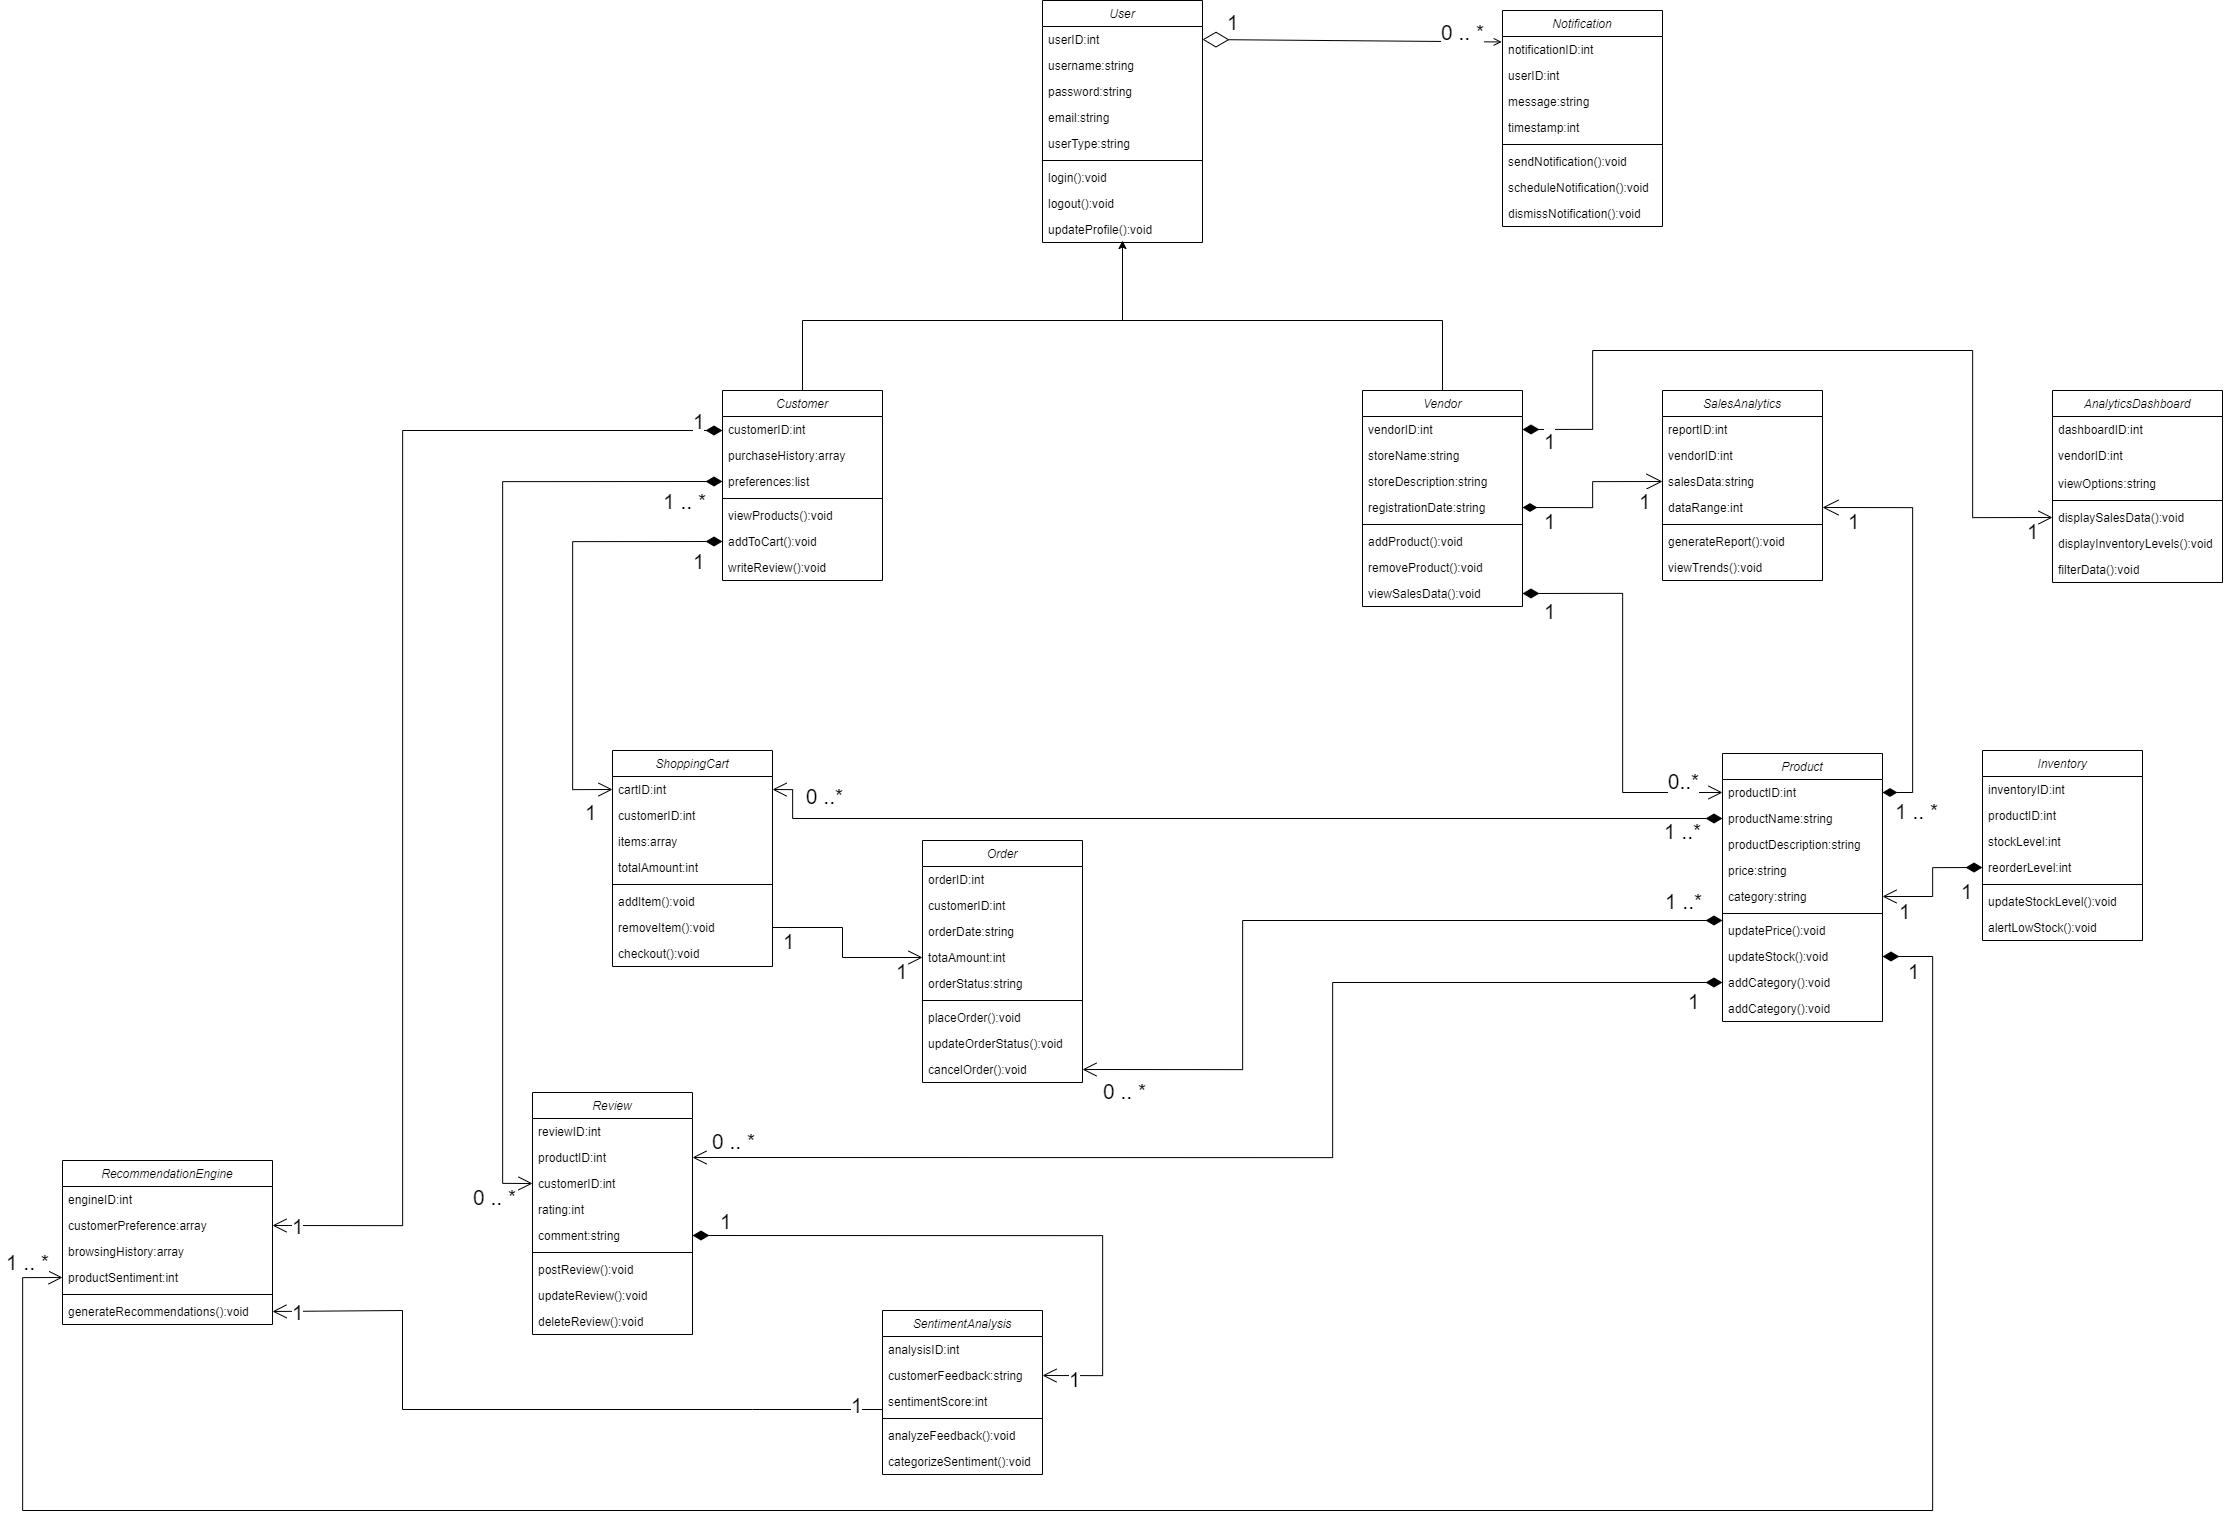 User
userID:int
username:string
password:string
email:string
userType:string
login():void
logout():void
updateProfile():void
1
0 .. *
Notification
notificationID:int
userID:int
message:string
timestamp:int
sendNotification():void
scheduleNotification():void
dismissNotification():void
Customer
customerID:int
purchaseHistory:array
preferences:list
viewProducts():void
addToCart():void
writeReview():void
1
1 .. *
1
Vendor
vendorID:int
storeName:string
storeDescription:string
registrationDate:string
addProduct():void
removeProduct():void
viewSalesData():void
1
1
1
SalesAnalytics
reportID:int
vendorID:int
salesData:string
dataRange:int
generateReport():void
viewTrends():void
1
1
AnalyticsDashboard
dashboardID:int
vendorID:int
viewOptions:string
displaySalesData():void
displayInventoryLevels():void
filterData():void
1
ShoppingCart
cartID:int
customerID:int
items:array
totalAmount:int
addItem():void
removeItem():void
checkout():void
1
0 ..*
1
Order
orderID:int
customerID:int
orderDate:string
totaAmount:int
orderStatus:string
placeOrder():void
updateOrderStatus():void
cancelOrder():void
1
0 .. *
Product
productID:int
productName:string
productDescription:string
price:string
category:string
updatePrice():void
updateStock():void
addCategory():void
addCategory():void
0..*
1 ..*
1 ..*
1
1 .. *
1
1
Inventory
inventoryID:int
productID:int
stockLevel:int
reorderLevel:int
updateStockLevel():void
alertLowStock():void
1
Review
reviewID:int
productID:int
customerID:int
rating:int
comment:string
postReview():void
updateReview():void
deleteReview():void
0 .. *
0 .. *
1
RecommendationEngine
engineID:int
customerPreference:array
browsingHistory:array
productSentiment:int
generateRecommendations():void
1
1 .. *
1
SentimentAnalysis
analysisID:int
customerFeedback:string
sentimentScore:int
analyzeFeedback():void
categorizeSentiment():void
1
1